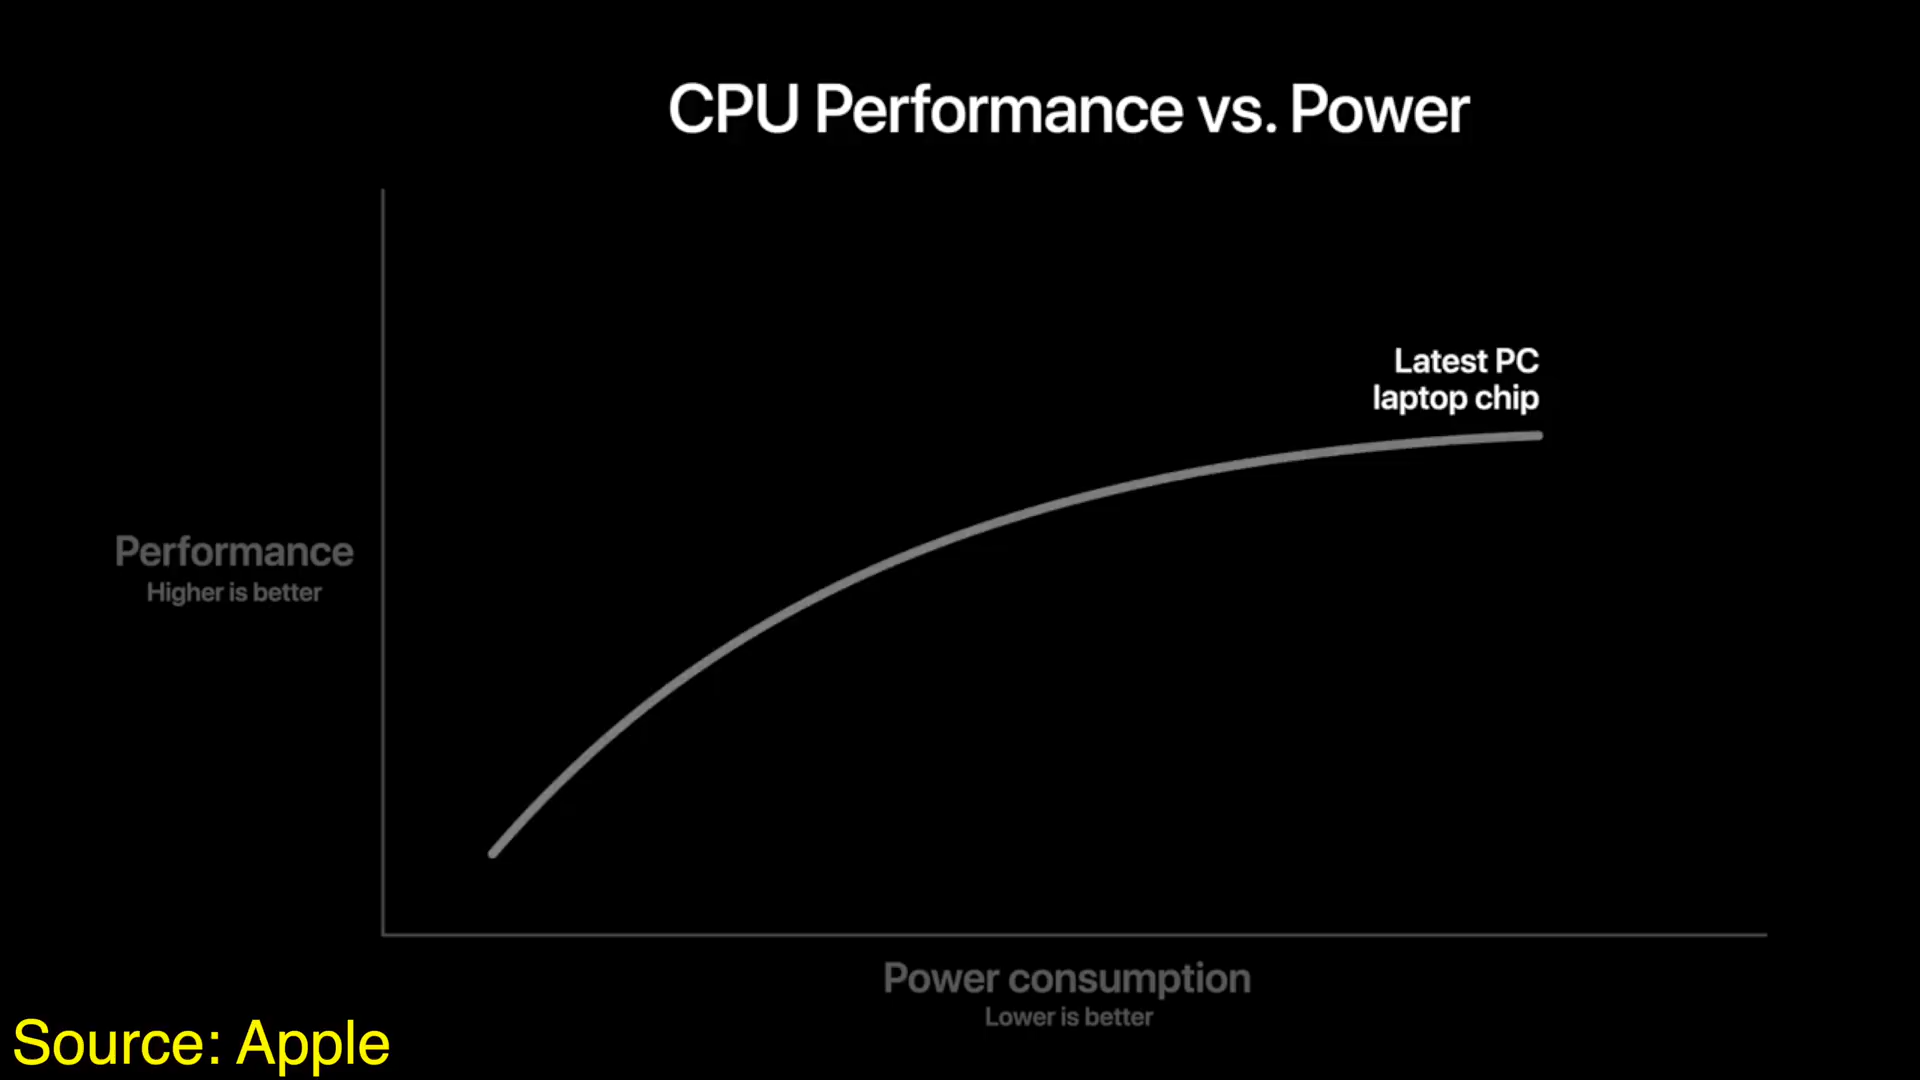 CPU Performance vs. Power
Latest PC
laptop chip
Performance
Higher is better
Power consumption
Lower is better
Source: Apple